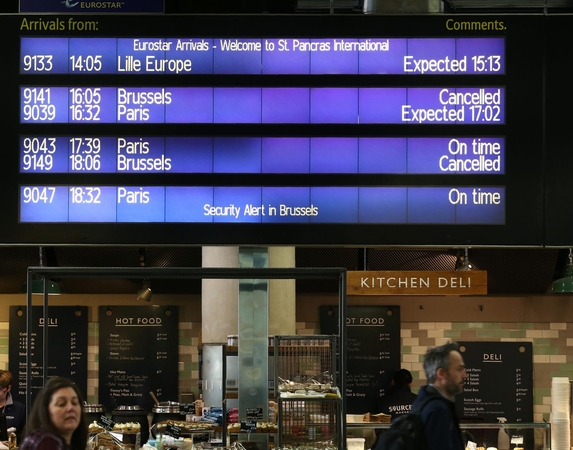 EUROSTAR™
Arrivals from: Comments.
Eurostar Arrivals - Welcome to St. Pancras International
9133 14:05 Lille Europe Expected 15:13
9141 16:05 Brussels Cancelled
9039 16:32 Paris Expected 17:02
9043 17:39 Paris On time
9149 18:06 Brussels Cancelled
9047 18:32 Paris On time
Security Alert in Brussels
KITCHEN DELI
DELI
HOT FOOD
HOT FOOD
DELI
SOURCE